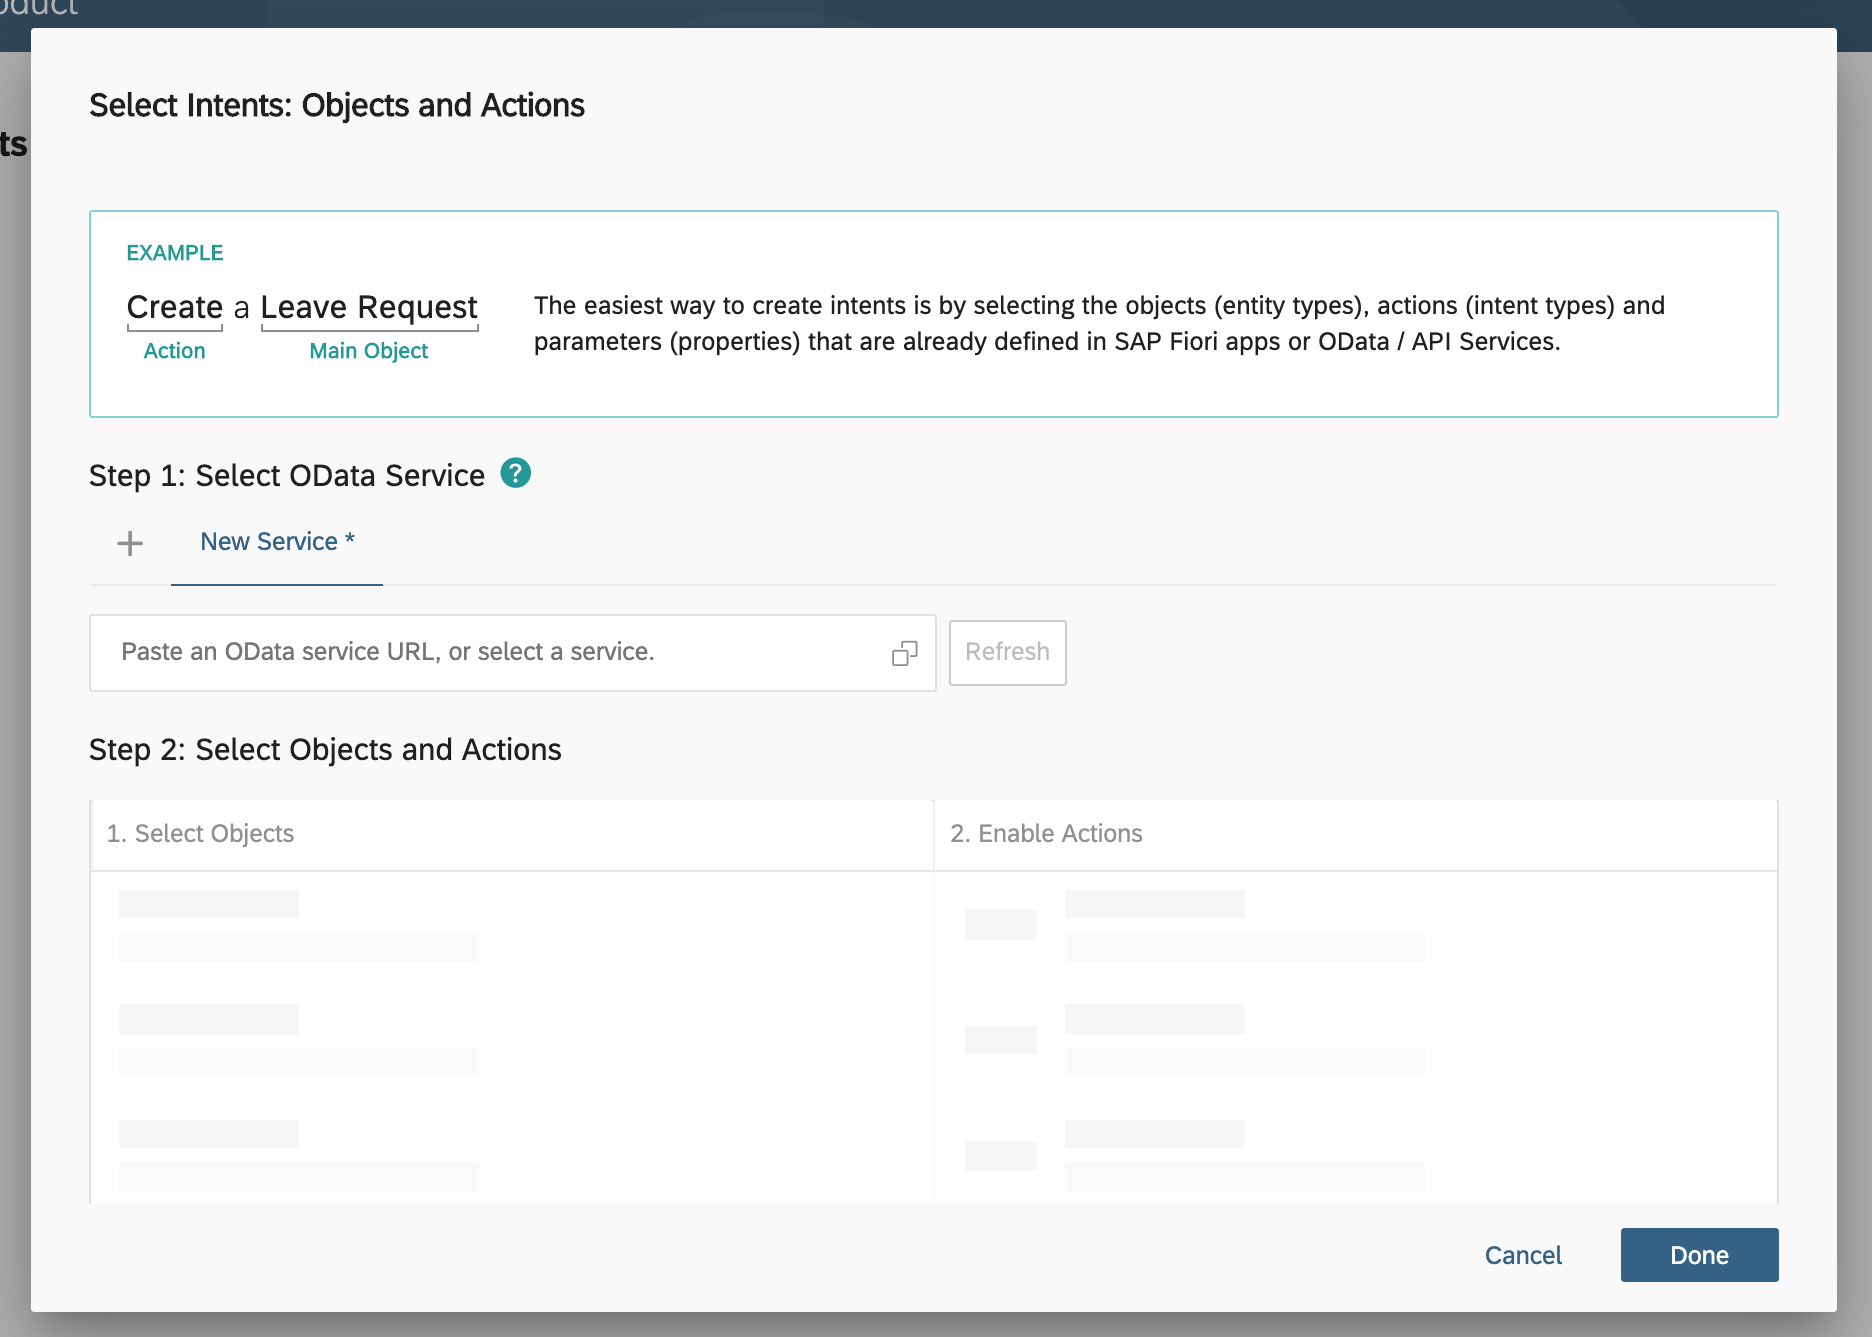 oduct
ts
Select Intents: Objects and Actions
EXAMPLE
Create a Leave Request
Action Main Object
The easiest way to create intents is by selecting the objects (entity types), actions (intent types) and
parameters (properties) that are already defined in SAP Fiori apps or OData / API Services.
Step 1: Select OData Service ?
+ New Service *
Paste an OData service URL, or select a service.
Refresh
Step 2: Select Objects and Actions
1. Select Objects
2. Enable Actions
Cancel
Done